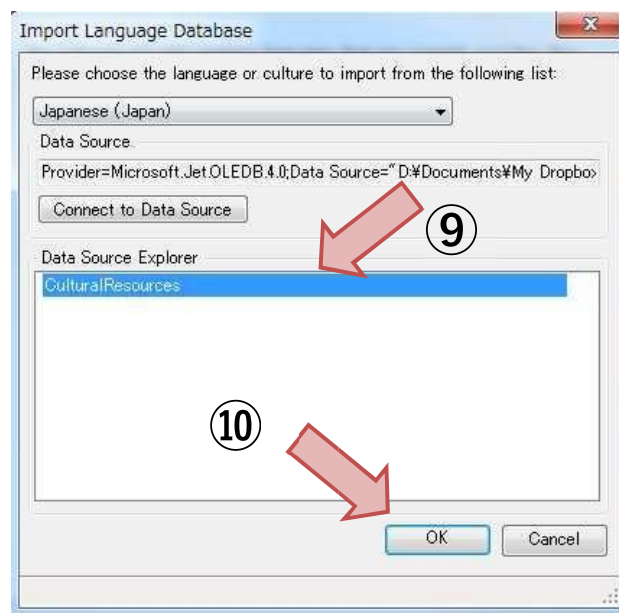 Import Language Database
Please choose the language or culture to import from the following list:
Japanese (Japan)
Data Source
Provider=Microsoft.Jet.OLEDB.4.0;Data Source="D:¥Documents¥My Dropbo
Connect to Data Source
⑨
Data Source Explorer
CulturalResources
⑩
OK
Cancel